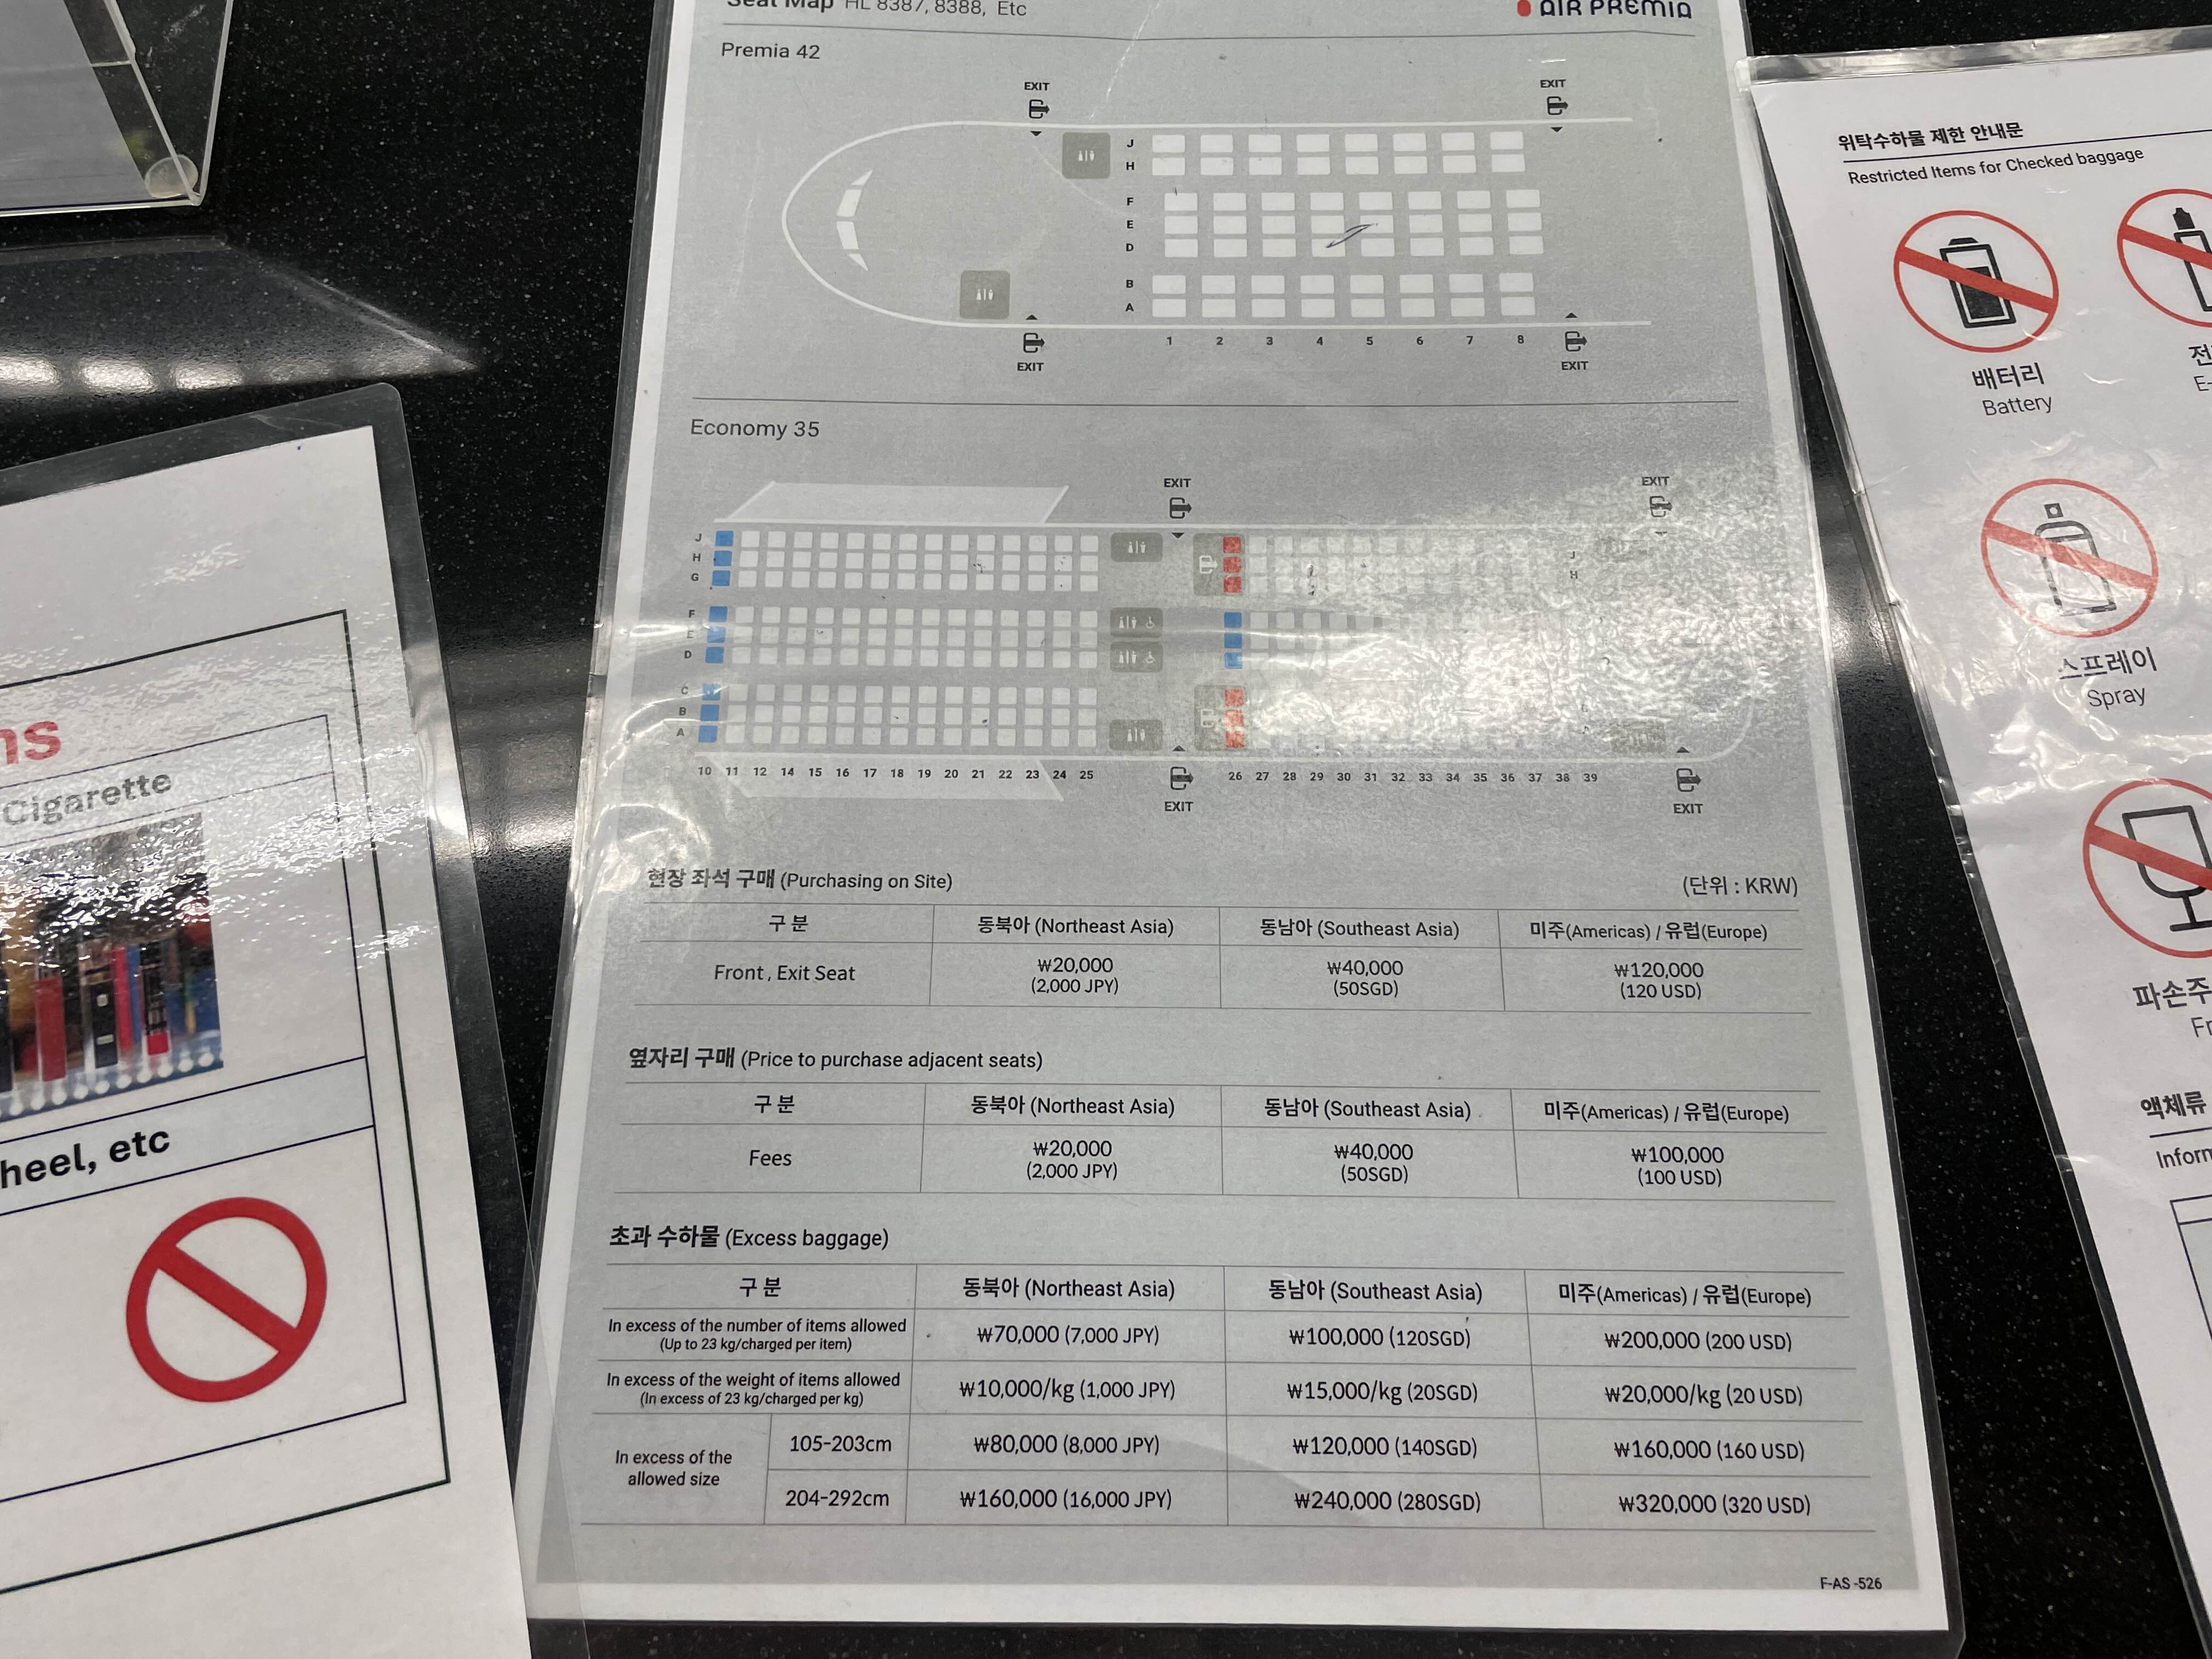 Seat Map HL 8387, 8388, Etc
AIR PREMIA
Premia 42
EXIT
EXIT
J
H
F
E
D
B
A
1 2 3 4 5 6 7 8
EXIT
EXIT
Economy 35
EXIT
EXIT
J
H
G
F
E
D
C
B
A
J
H
10 11 12 14 15 16 17 18 19 20 21 22 23 24 25
26 27 28 29 30 31 32 33 34 35 36 37 38 39
EXIT
EXIT
현장 좌석 구매 (Purchasing on Site)
(단위 : KRW)
구 분 동북아 (Northeast Asia) 동남아 (Southeast Asia) 미주(Americas) / 유럽(Europe)
Front , Exit Seat ₩20,000 ₩40,000 ₩120,000
(2,000 JPY) (50SGD) (120 USD)
옆자리 구매 (Price to purchase adjacent seats)
구 분 동북아 (Northeast Asia) 동남아 (Southeast Asia) 미주(Americas) / 유럽(Europe)
Fees ₩20,000 ₩40,000 ₩100,000
(2,000 JPY) (50SGD) (100 USD)
초과 수하물 (Excess baggage)
구 분 동북아 (Northeast Asia) 동남아 (Southeast Asia) 미주(Americas) / 유럽(Europe)
In excess of the number of items allowed ₩70,000 (7,000 JPY) ₩100,000 (120SGD) ₩200,000 (200 USD)
(Up to 23 kg/charged per item)
In excess of the weight of items allowed ₩10,000/kg (1,000 JPY) ₩15,000/kg (20SGD) ₩20,000/kg (20 USD)
(In excess of 23 kg/charged per kg)
In excess of the
allowed size
105-203cm ₩80,000 (8,000 JPY) ₩120,000 (140SGD) ₩160,000 (160 USD)
204-292cm ₩160,000 (16,000 JPY) ₩240,000 (280SGD) ₩320,000 (320 USD)
F-AS -526
위탁수하물 제한 안내문
Restricted Items for Checked baggage
배터리
Battery
스프레이
Spray
액체류
Cigarette
etc